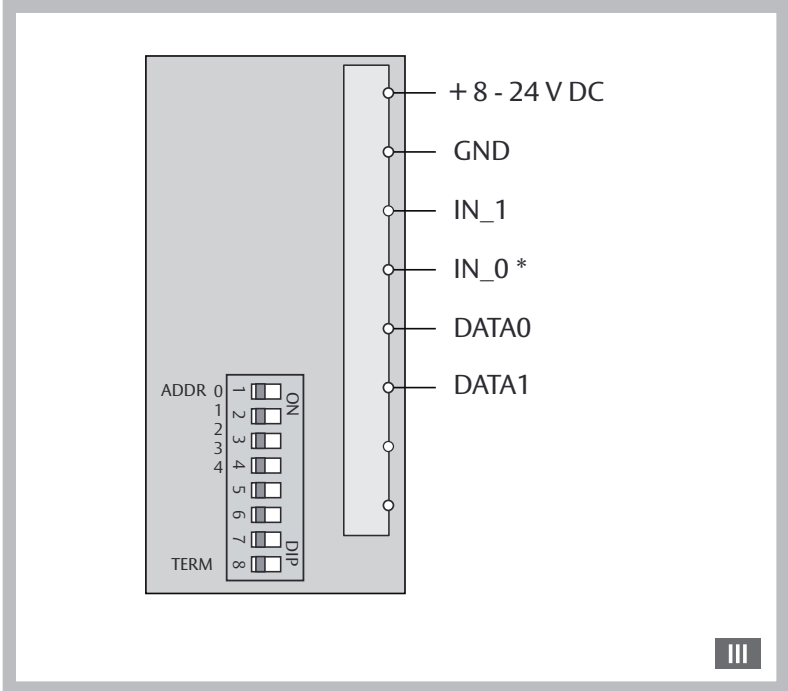 + 8 - 24 V DC
GND
IN_1
IN_0 *
DATA0
DATA1
ADDR 0
1
2
3
4
1
2
3
4
5
6
7
8
ON
DIP
TERM
III